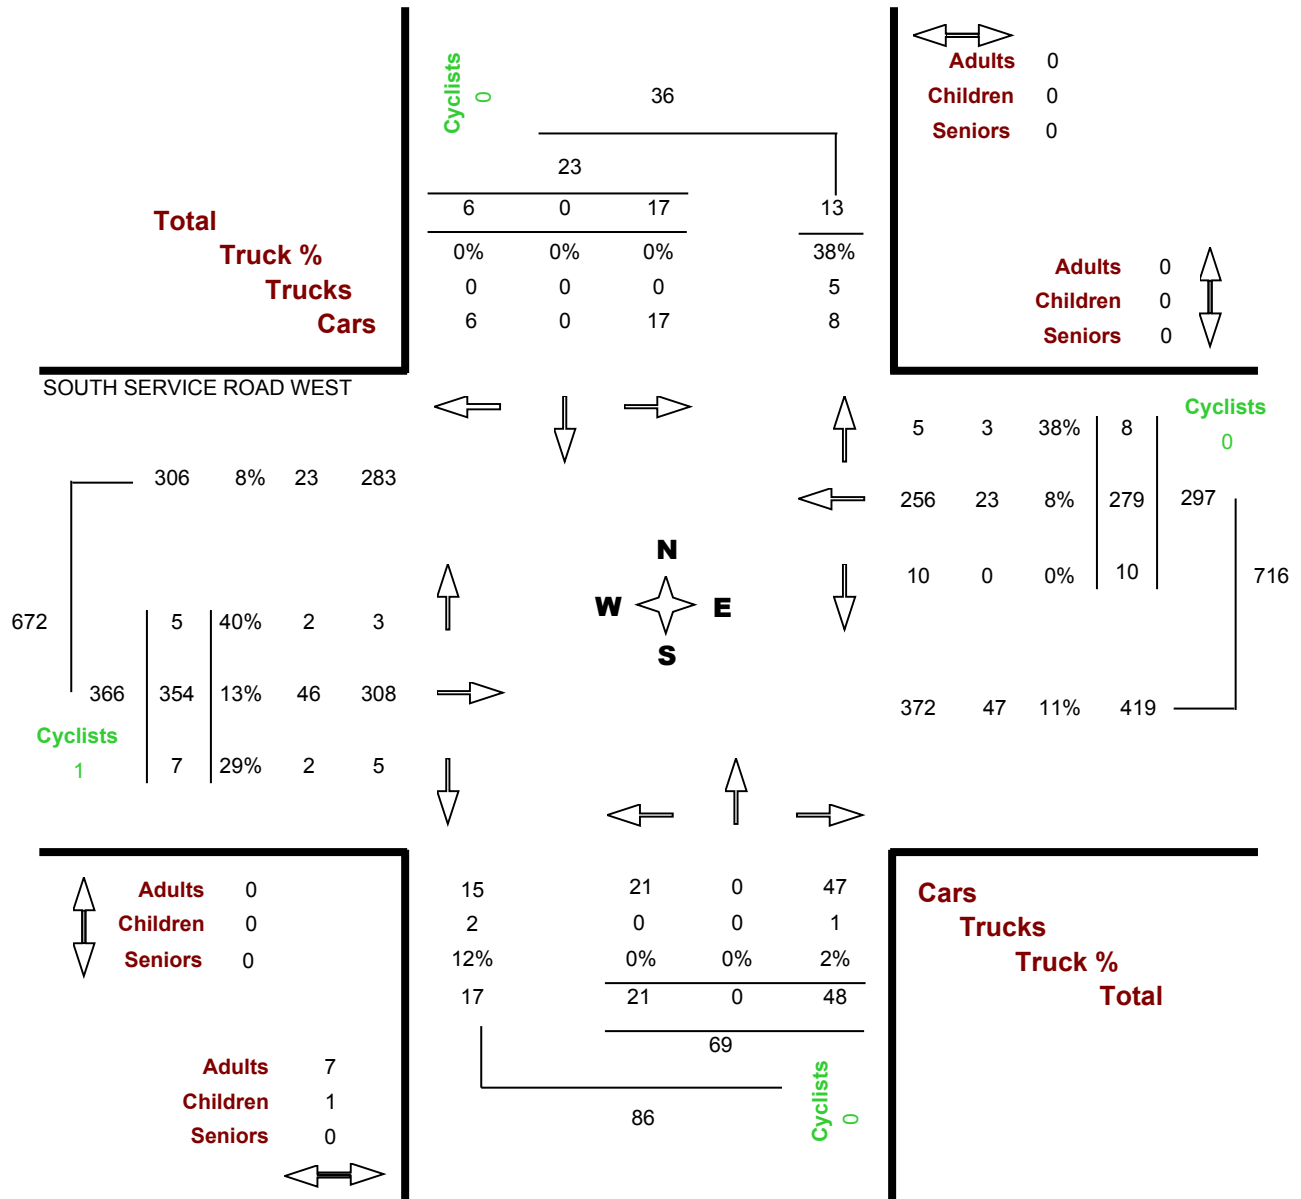 Adults 0
Cyclists
0
36
Children 0
Seniors 0
23
Total
6 0 17 13
Truck %
0% 0% 0% 38%
Adults 0
Trucks
0 0 0 5
Children 0
Cars
6 0 17 8
Seniors 0
SOUTH SERVICE ROAD WEST
Cyclists
0
5 3 38% 8
306 8% 23 283
256 23 8% 279 297
N
10 0 0% 10 716
W E
S
672 5 40% 2 3
366 354 13% 46 308
372 47 11% 419
Cyclists
1
7 29% 2 5
Adults 0
15 21 0 47
Cars
Children 0
2 0 0 1
Trucks
Seniors 0
12% 0% 0% 2%
Truck %
17 21 0 48
Total
69
Adults 7
Cyclists
0
Children 1
86
Seniors 0